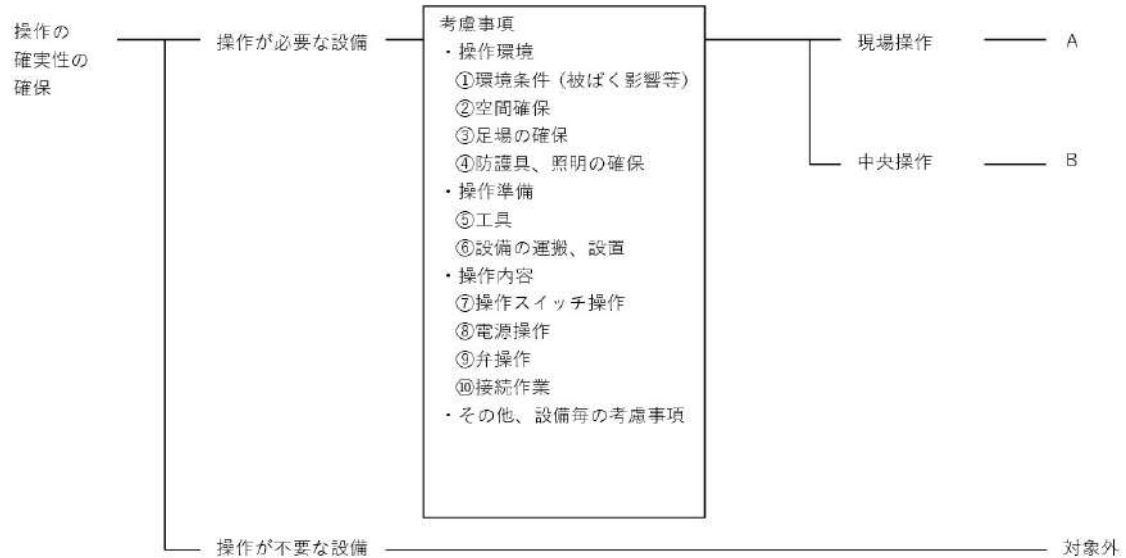 操作の
確実性の
確保
操作が必要な設備
考慮事項
・操作環境
①環境条件（被ばく影響等）
②空間確保
③足場の確保
④防護具、照明の確保
・操作準備
⑤工具
⑥設備の運搬、設置
・操作内容
⑦操作スイッチ操作
⑧電源操作
⑨弁操作
⑩接続作業
・その他、設備毎の考慮事項
現場操作
A
中央操作
B
操作が不要な設備
対象外